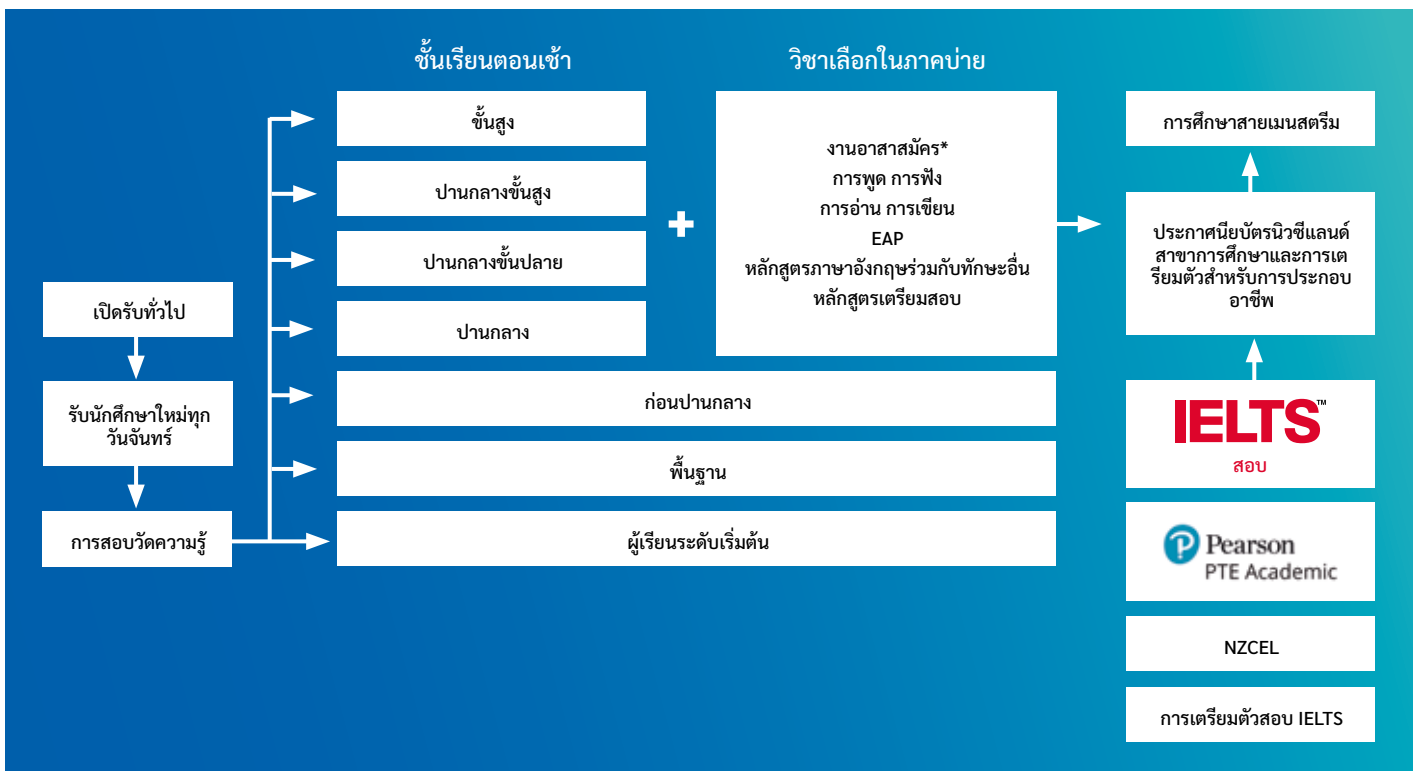 ชั้นเรียนตอนเช้า
วิชาเลือกในภาคบ่าย
เปิดรับทั่วไป
รับนักศึกษาใหม่ทุก
วันจันทร์
การสอบวัดความรู้
ขั้นสูง
ปานกลางขั้นสูง
ปานกลางขั้นปลาย
ปานกลาง
งานอาสาสมัคร*
การพูด การฟัง
การอ่าน การเขียน
EAP
หลักสูตรภาษาอังกฤษร่วมกับทักษะอื่น
หลักสูตรเตรียมสอบ
ก่อนปานกลาง
พื้นฐาน
ผู้เรียนระดับเริ่มต้น
การศึกษาสายเมนสตรีม
ประกาศนียบัตรนิวซีแลนด์
สาขาการศึกษาและการเต
รียมตัวสำหรับการประกอบ
อาชีพ
IELTS™
สอบ
Pearson
PTE Academic
NZCEL
การเตรียมตัวสอบ IELTS